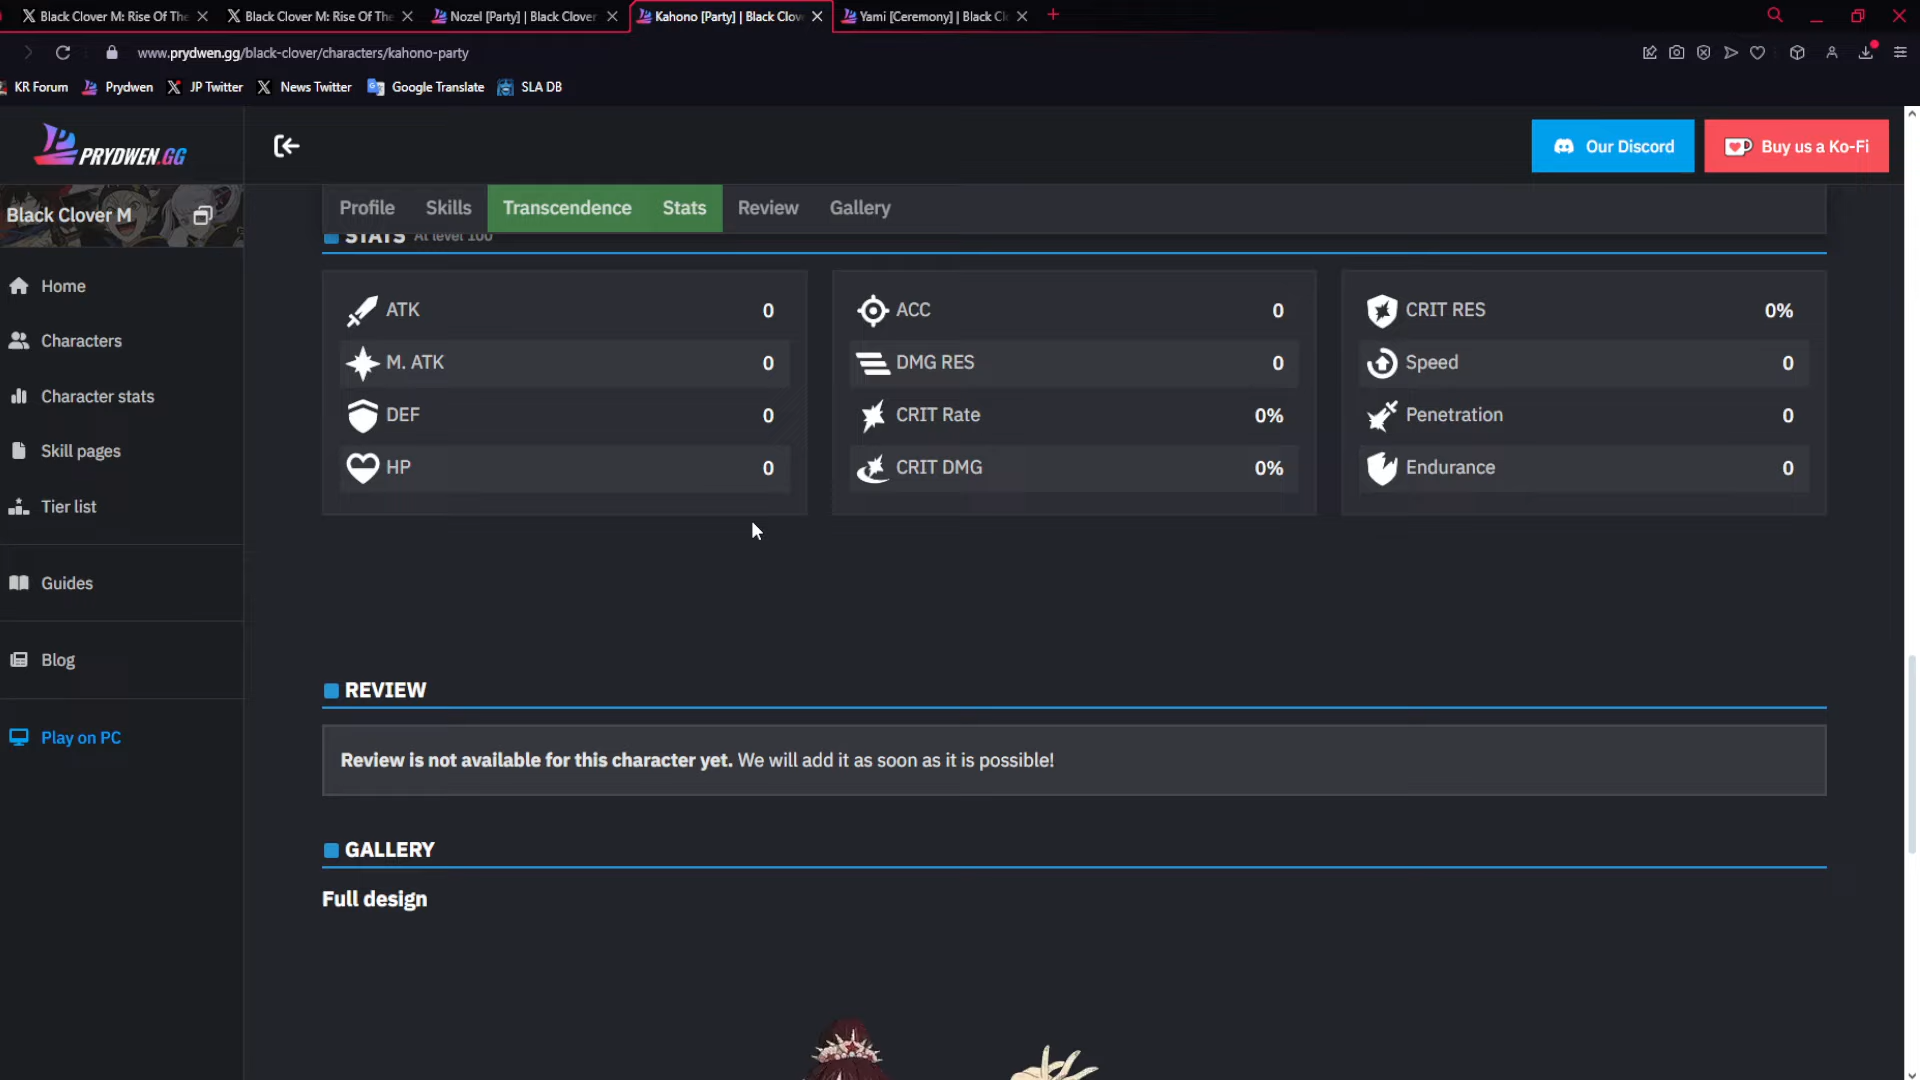 Black Clover M: Rise Of The
Black Clover M: Rise Of The
Nozel [Party] | Black Clover
Kahono [Party] | Black Clov
Yami [Ceremony] | Black Cl
www.prydwen.gg/black-clover/characters/kahono-party
KR Forum
Prydwen
JP Twitter
News Twitter
Google Translate
SLA DB
PRYDWEN.GG
Our Discord
Buy us a Ko-Fi
Black Clover M
Profile
Skills
Transcendence
Stats
Review
Gallery
Home
Characters
Character stats
Skill pages
Tier list
Guides
Blog
Play on PC
STATS At level 100
ATK 0
M. ATK 0
DEF 0
HP 0
ACC 0
DMG RES 0
CRIT Rate 0%
CRIT DMG 0%
CRIT RES 0%
Speed 0
Penetration 0
Endurance 0
REVIEW
Review is not available for this character yet. We will add it as soon as it is possible!
GALLERY
Full design